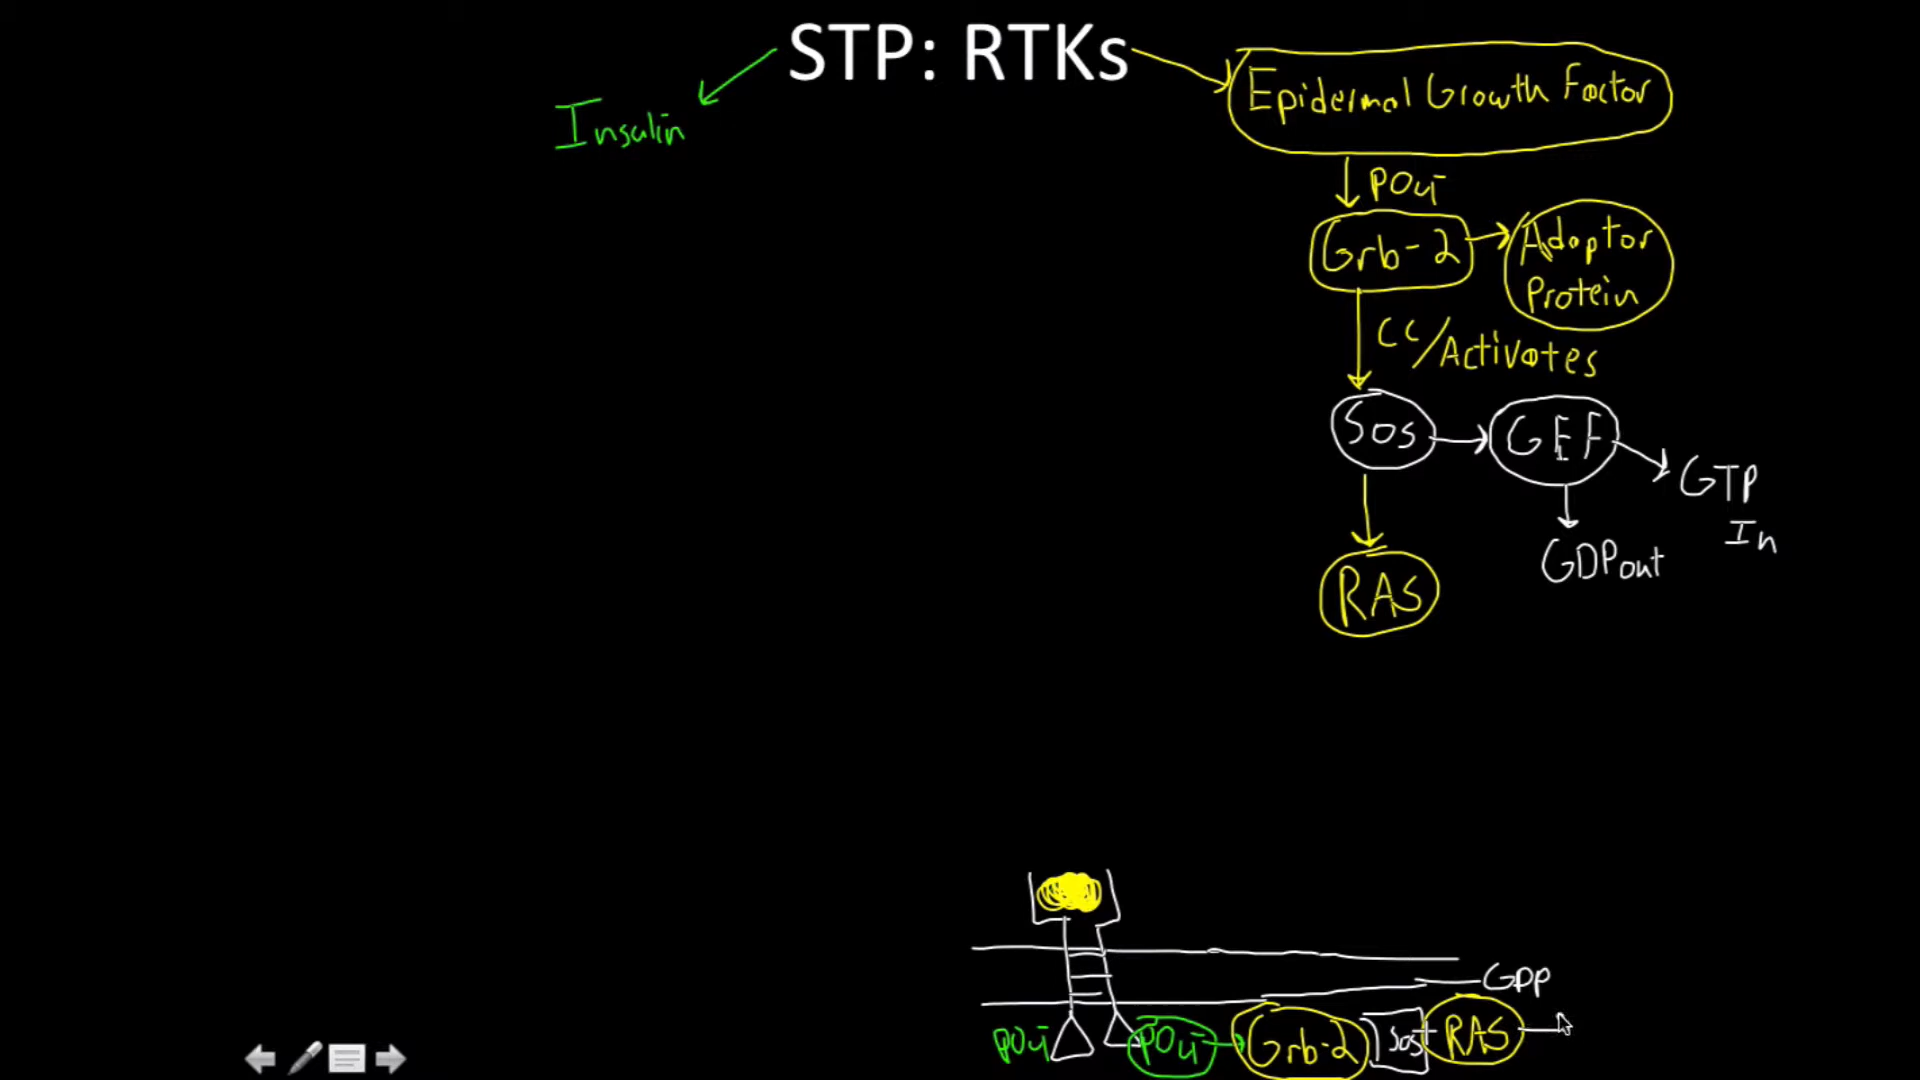 STP: RTKs
Insulin
Epidermal Growth Factor
PO4-
Grb-2
Adaptor
Protein
CC/Activates
Sos
GEF
GTP
In
GDPout
RAS
GDP
PO4-
PO4-
Grb-2
Sos
RAS